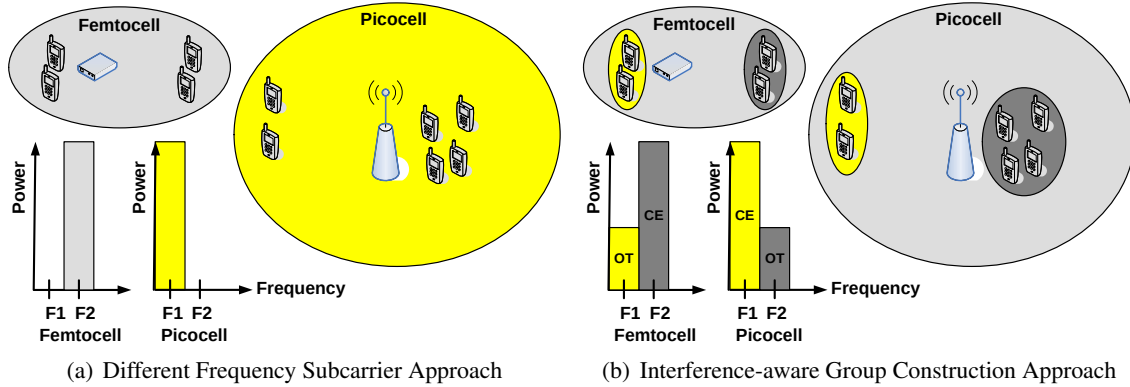 Femtocell
Picocell
Power
Power
Frequency
F1 F2
Femtocell
F1 F2
Picocell
(a) Different Frequency Subcarrier Approach
Femtocell
Picocell
Power
OT
CE
Power
CE
OT
Frequency
F1 F2
Femtocell
F1 F2
Picocell
(b) Interference-aware Group Construction Approach